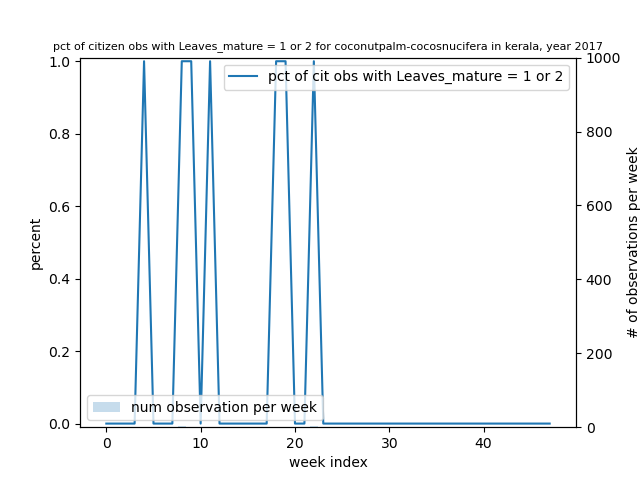 pct of citizen obs with Leaves_mature = 1 or 2 for coconutpalm-cocosnucifera in kerala, year 2017
pct of cit obs with Leaves_mature = 1 or 2
num observation per week
percent
1.0
0.8
0.6
0.4
0.2
0.0
0 10 20 30 40
week index
1000
800
600
400
200
0
# of observations per week